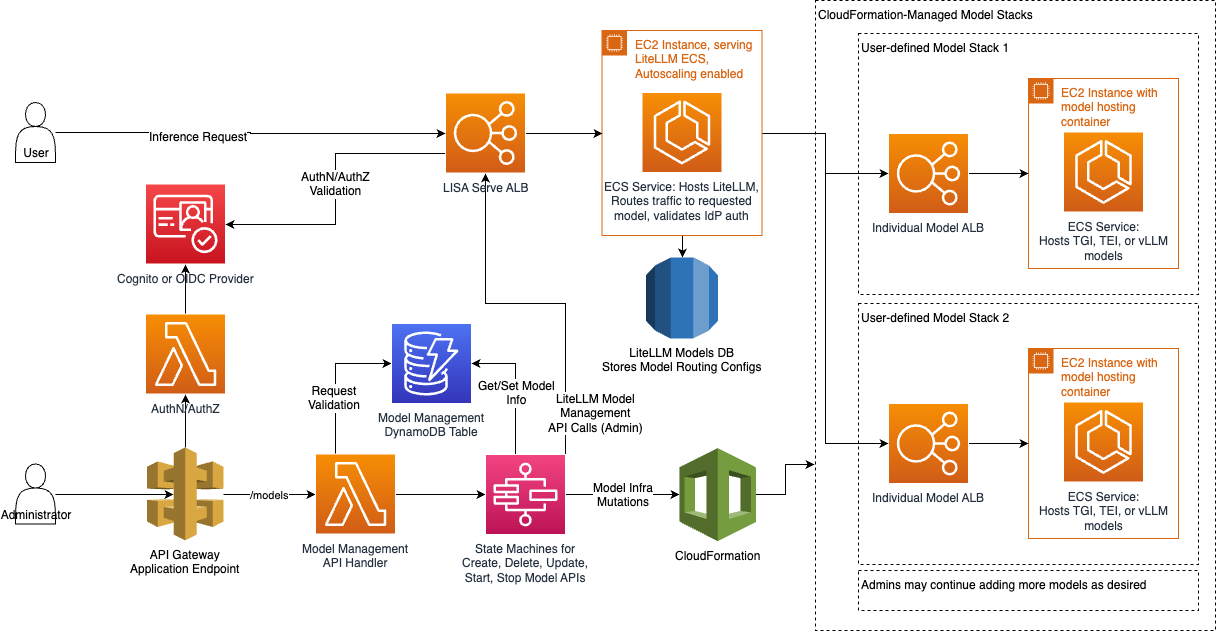 CloudFormation-Managed Model Stacks
User-defined Model Stack 1
EC2 Instance, serving
LiteLLM ECS,
Autoscaling enabled
EC2 Instance with
model hosting
container
User
Inference Request
LISA Serve ALB
AuthN/AuthZ
Validation
ECS Service: Hosts LiteLLM,
Routes traffic to requested
model, validates IdP auth
Individual Model ALB
ECS Service:
Hosts TGI, TEI, or vLLM
models
Cognito or OIDC Provider
LiteLLM Models DB
Stores Model Routing Configs
User-defined Model Stack 2
EC2 Instance with
model hosting
container
AuthN/AuthZ
Request
Validation
Model Management
DynamoDB Table
Get/Set Model
Info
LiteLLM Model
Management
API Calls (Admin)
Individual Model ALB
ECS Service:
Hosts TGI, TEI, or vLLM
models
Administrator
/models
Model Infra
Mutations
API Gateway
Application Endpoint
Model Management
API Handler
State Machines for
Create, Delete, Update,
Start, Stop Model APIs
CloudFormation
Admins may continue adding more models as desired